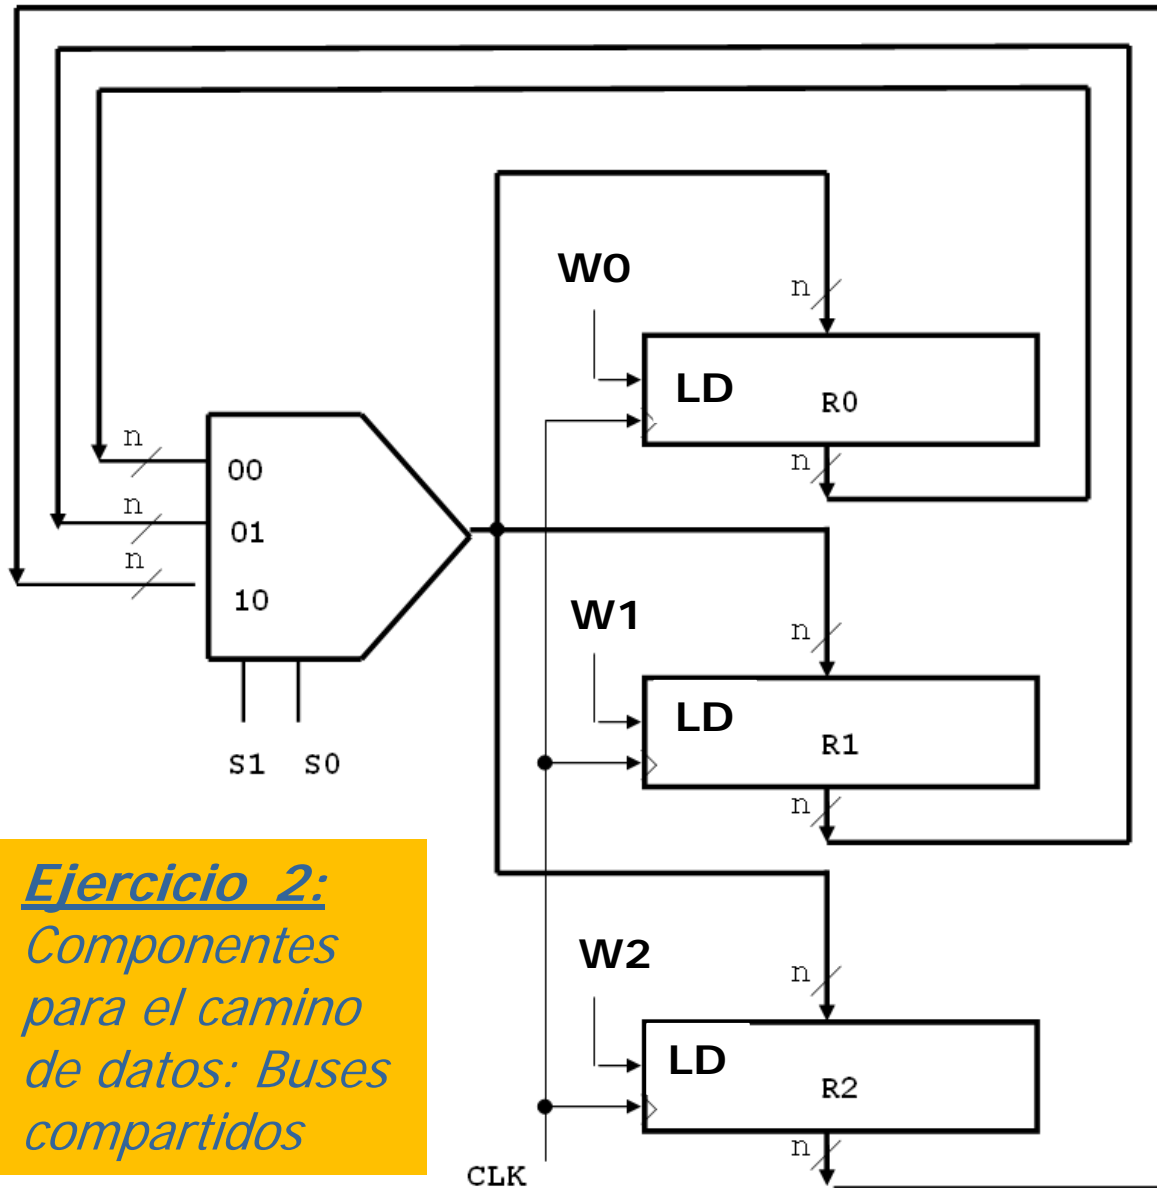 W0
n
LD
R0
n
n
00
n
01
n
10
W1
n
LD
R1
S1 S0
n
Ejercicio 2:
Componentes
para el camino
de datos: Buses
compartidos
W2
n
LD
R2
n
CLK